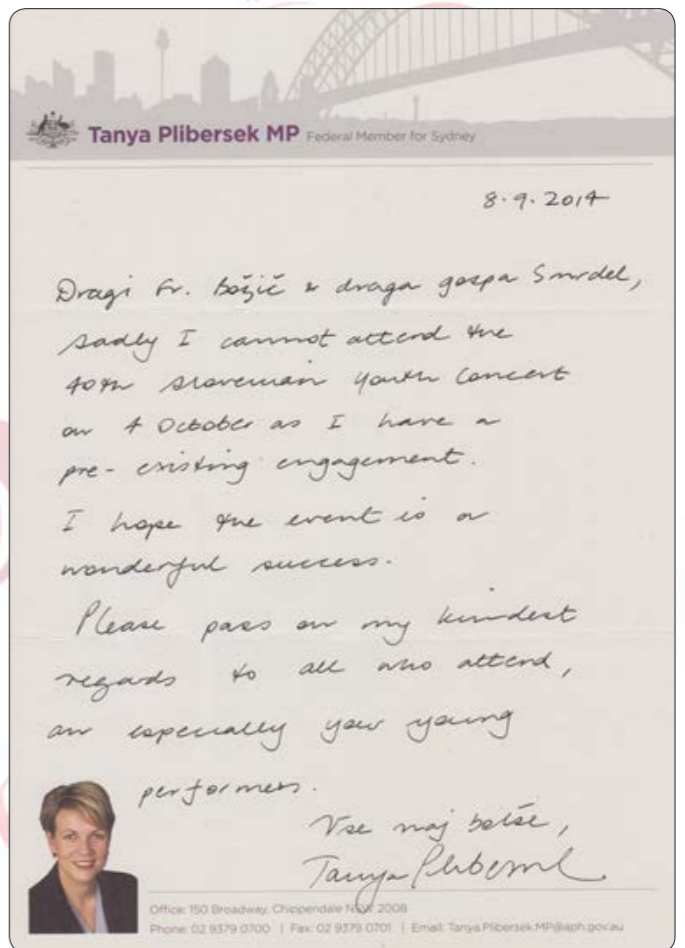 Tanya Plibersek MP Federal Member for Sydney
8.9.2014
Dragi Fr. Božič & draga gospa Smrdel,
sadly I cannot attend the
40th Slovenian Youth Concert
on 4 October as I have a
pre-existing engagement.
I hope the event is a
wonderful success.
Please pass on my kindest
regards to all who attend,
an especially your young
performers.
Vse naj bolše,
Tanya Plibersek
Office: 150 Broadway, Chippendale NSW 2008
Phone: 02 9379 0700 | Fax: 02 9379 0701 | Email: Tanya.Plibersek.MP@aph.gov.au